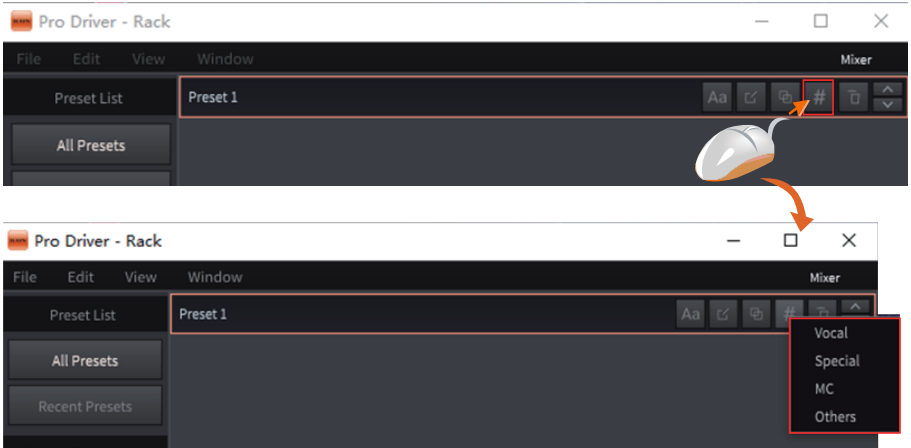 Pro Driver - Rack
File Edit View Window Mixer
Preset List Preset 1 Aa #
All Presets
Pro Driver - Rack
File Edit View Window Mixer
Preset List Preset 1 Aa #
Vocal
All Presets Special
MC
Recent Presets Others